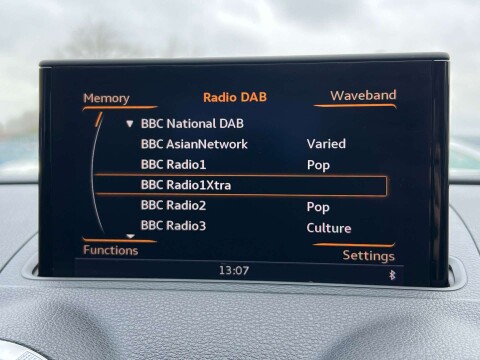 Memory Radio DAB Waveband
BBC National DAB
BBC AsianNetwork Varied
BBC Radio1 Pop
BBC Radio1Xtra
BBC Radio2 Pop
BBC Radio3 Culture
Functions Settings
13:07